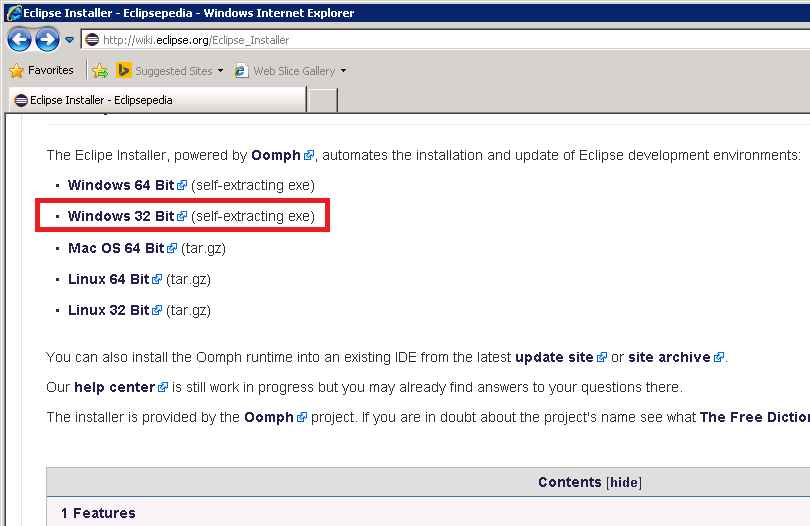 Eclipse Installer - Eclipsepedia - Windows Internet Explorer
http://wiki.eclipse.org/Eclipse_Installer
Favorites Suggested Sites Web Slice Gallery
Eclipse Installer - Eclipsepedia
The Eclipe Installer, powered by Oomph, automates the installation and update of Eclipse development environments:
• Windows 64 Bit (self-extracting exe)
• Windows 32 Bit (self-extracting exe)
• Mac OS 64 Bit (tar.gz)
• Linux 64 Bit (tar.gz)
• Linux 32 Bit (tar.gz)
You can also install the Oomph runtime into an existing IDE from the latest update site or site archive.
Our help center is still work in progress but you may already find answers to your questions there.
The installer is provided by the Oomph project. If you are in doubt about the project's name see what The Free Diction
Contents [hide]
1 Features